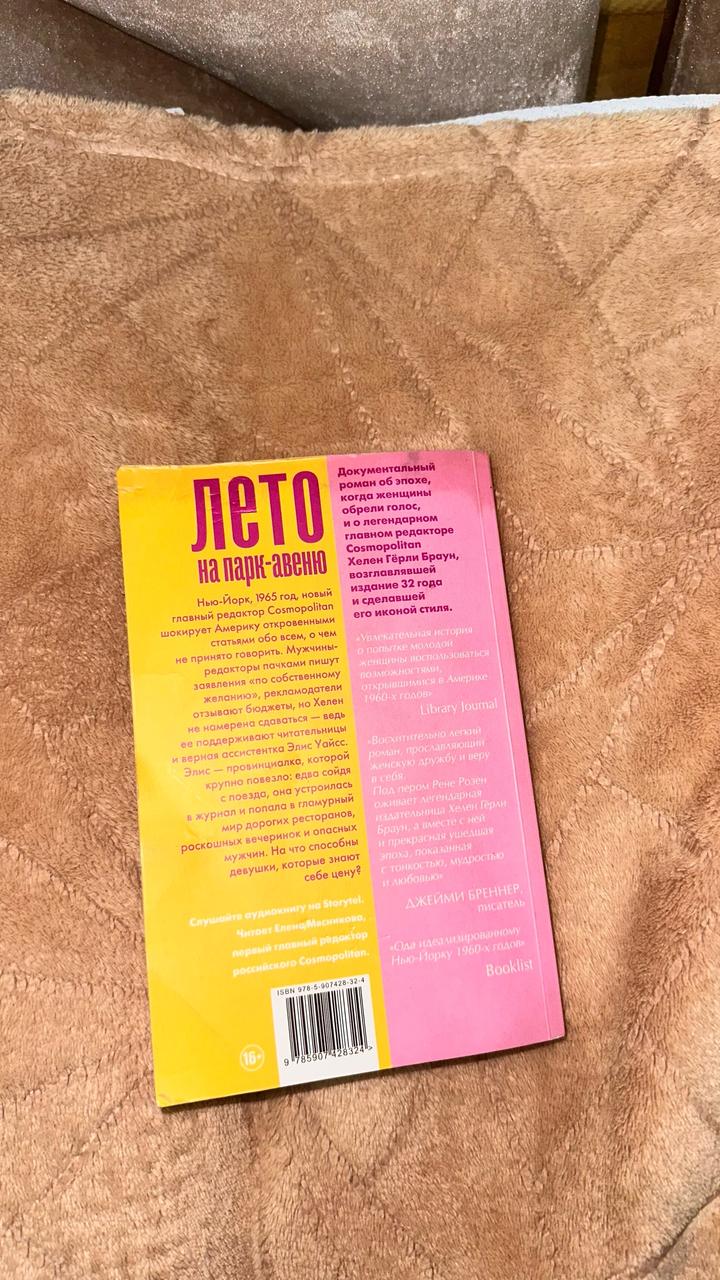 лето
на парк-авеню
Нью-Йорк, 1965 год, новый
главный редактор Cosmopolitan
шокирует Америку откровенными
статьями обо всем, о чем
не принято говорить. Мужчины-
редакторы пачками пишут
заявления «по собственному
желанию», рекламодатели
отзывают бюджеты, но Хелен
не намерена сдаваться — ведь
ее поддерживают читательницы
и верная ассистентка Элис Уайсс.
Элис — провинциалка, которой
крупно повезло: едва сойдя
с поезда, она устроилась
в журнал и попала в гламурный
мир дорогих ресторанов,
роскошных вечеринок и опасных
мужчин. На что способны
девушки, которые знают
себе цену?
Слушайте аудиокнигу на Storytel.
Читает Елена Мясникова,
первый главный редактор
российского Cosmopolitan.
ISBN 978-5-907428-32-4
9 785907 428324 >
16+
Документальный
роман об эпохе,
когда женщины
обрели голос,
и о легендарном
главном редакторе
Cosmopolitan
Хелен Гёрли Браун,
возглавлявшей
издание 32 года
и сделавшей
его иконой стиля.
«Увлекательная история
о попытке молодой
женщины воспользоваться
возможностями,
открывшимися в Америке
1960-х годов»
Library Journal
«Восхитительно легкий
роман, прославляющий
женскую дружбу и веру
в себя.
Под пером Рене Розен
оживает легендарная
издательница Хелен Гёрли
Браун, а вместе с ней
и прекрасная ушедшая
эпоха, показанная
с тонкостью, мудростью
и любовью»
ДЖЕЙМИ БРЕННЕР,
писатель
«Ода идеализированному
Нью-Йорку 1960-х годов»
Booklist